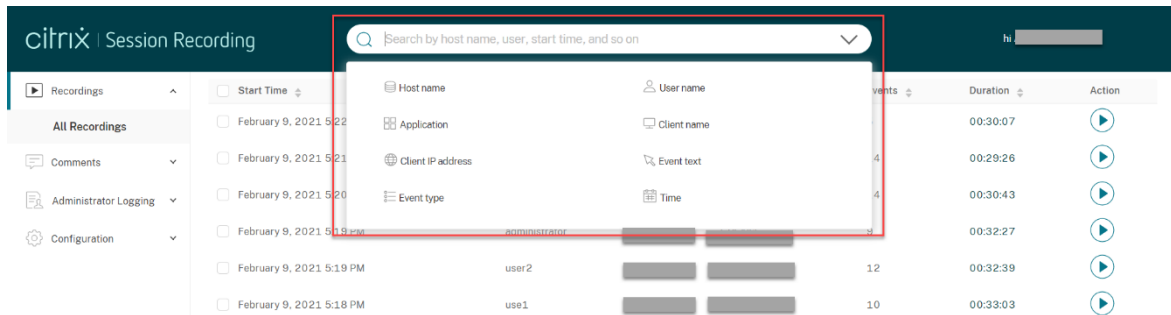 citrix | Session Recording
Search by host name, user, start time, and so on
hi
Recordings
All Recordings
Comments
Administrator Logging
Configuration
Host name User name
Application Client name
Client IP address Event text
Event type Time
Start Time Duration Action
February 9, 2021 5:22 00:30:07
February 9, 2021 5:21 4 00:29:26
February 9, 2021 5:20 4 00:30:43
February 9, 2021 5:19 PM administrator 9 00:32:27
February 9, 2021 5:19 PM user2 12 00:32:39
February 9, 2021 5:18 PM use1 10 00:33:03